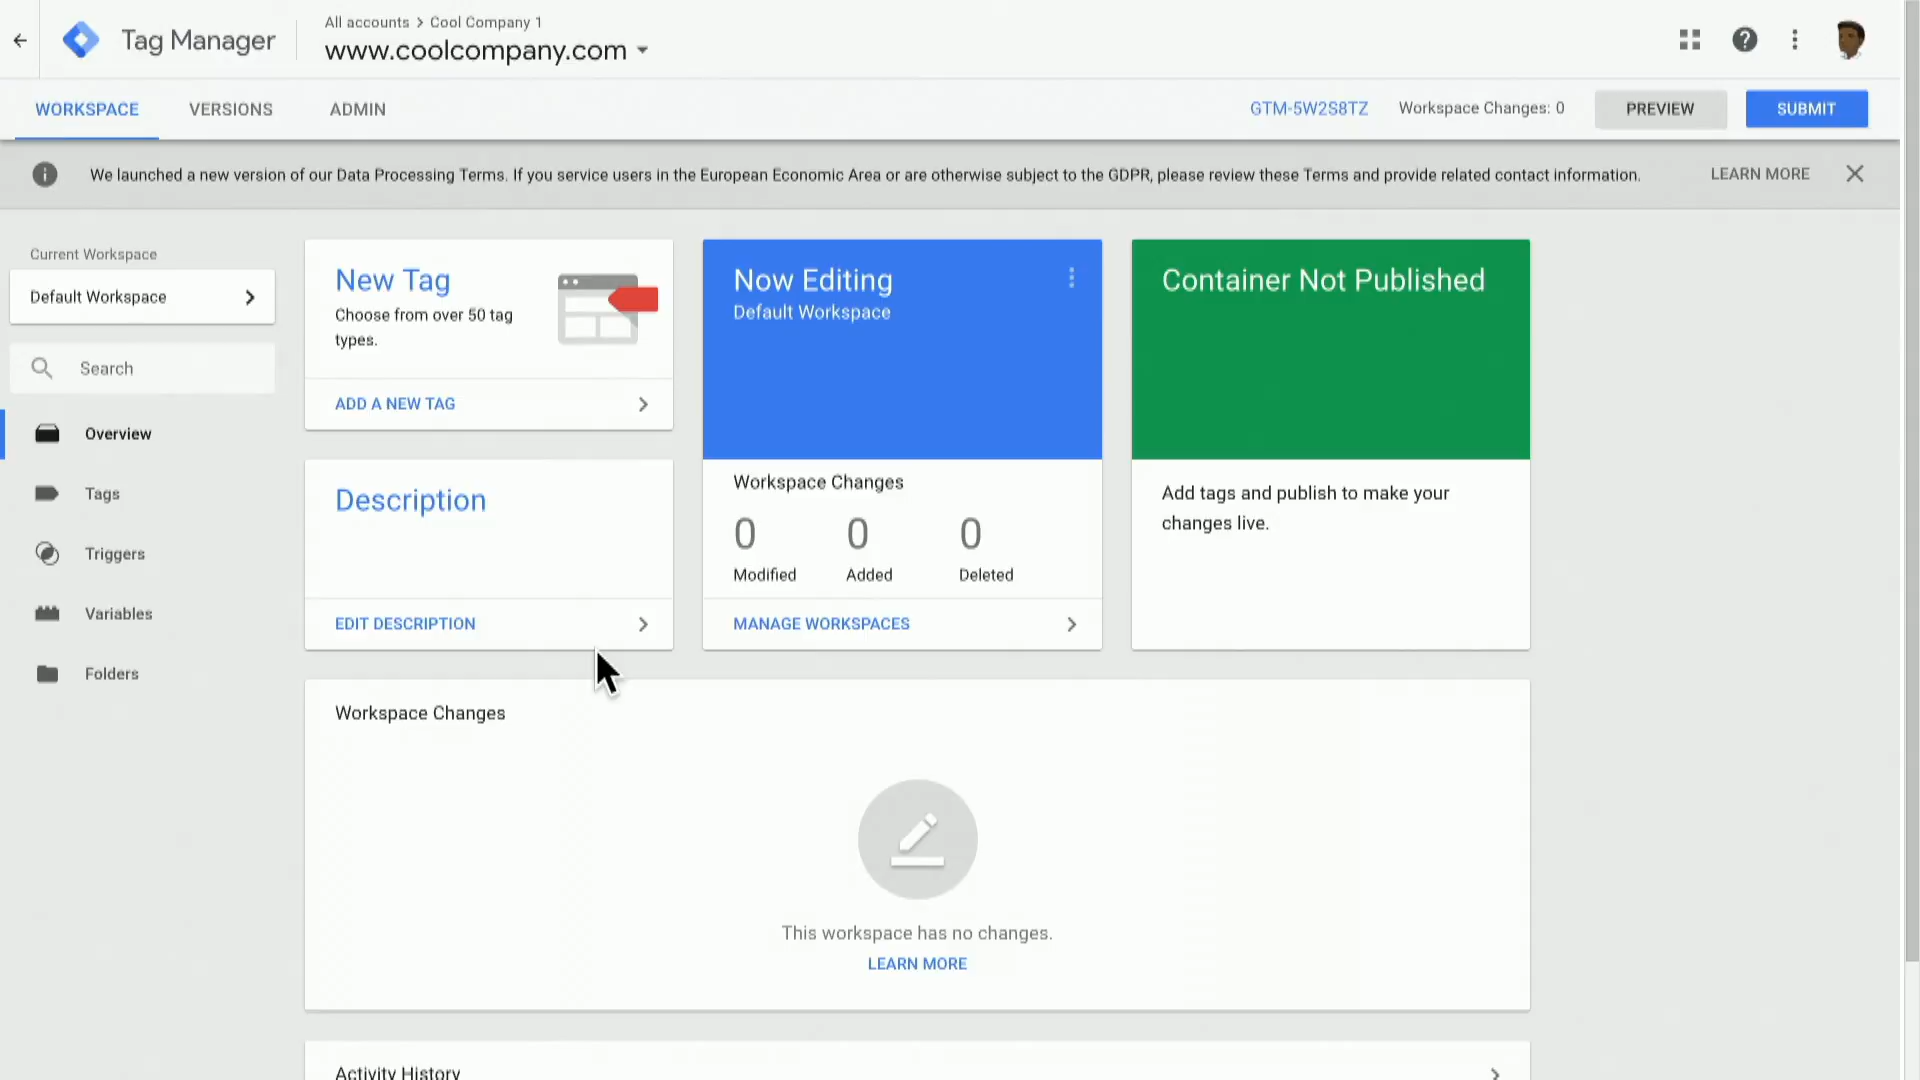 All accounts > Cool Company 1
Tag Manager
www.coolcompany.com
WORKSPACE
VERSIONS
ADMIN
GTM-5W2S8TZ
Workspace Changes: 0
PREVIEW
SUBMIT
We launched a new version of our Data Processing Terms. If you service users in the European Economic Area or are otherwise subject to the GDPR, please review these Terms and provide related contact information.
LEARN MORE
Current Workspace
Default Workspace
Search
Overview
Tags
Triggers
Variables
Folders
New Tag
Choose from over 50 tag
types.
ADD A NEW TAG
Description
EDIT DESCRIPTION
Now Editing
Default Workspace
Workspace Changes
0 0 0
Modified Added Deleted
MANAGE WORKSPACES
Container Not Published
Add tags and publish to make your
changes live.
Workspace Changes
This workspace has no changes.
LEARN MORE
Activity History